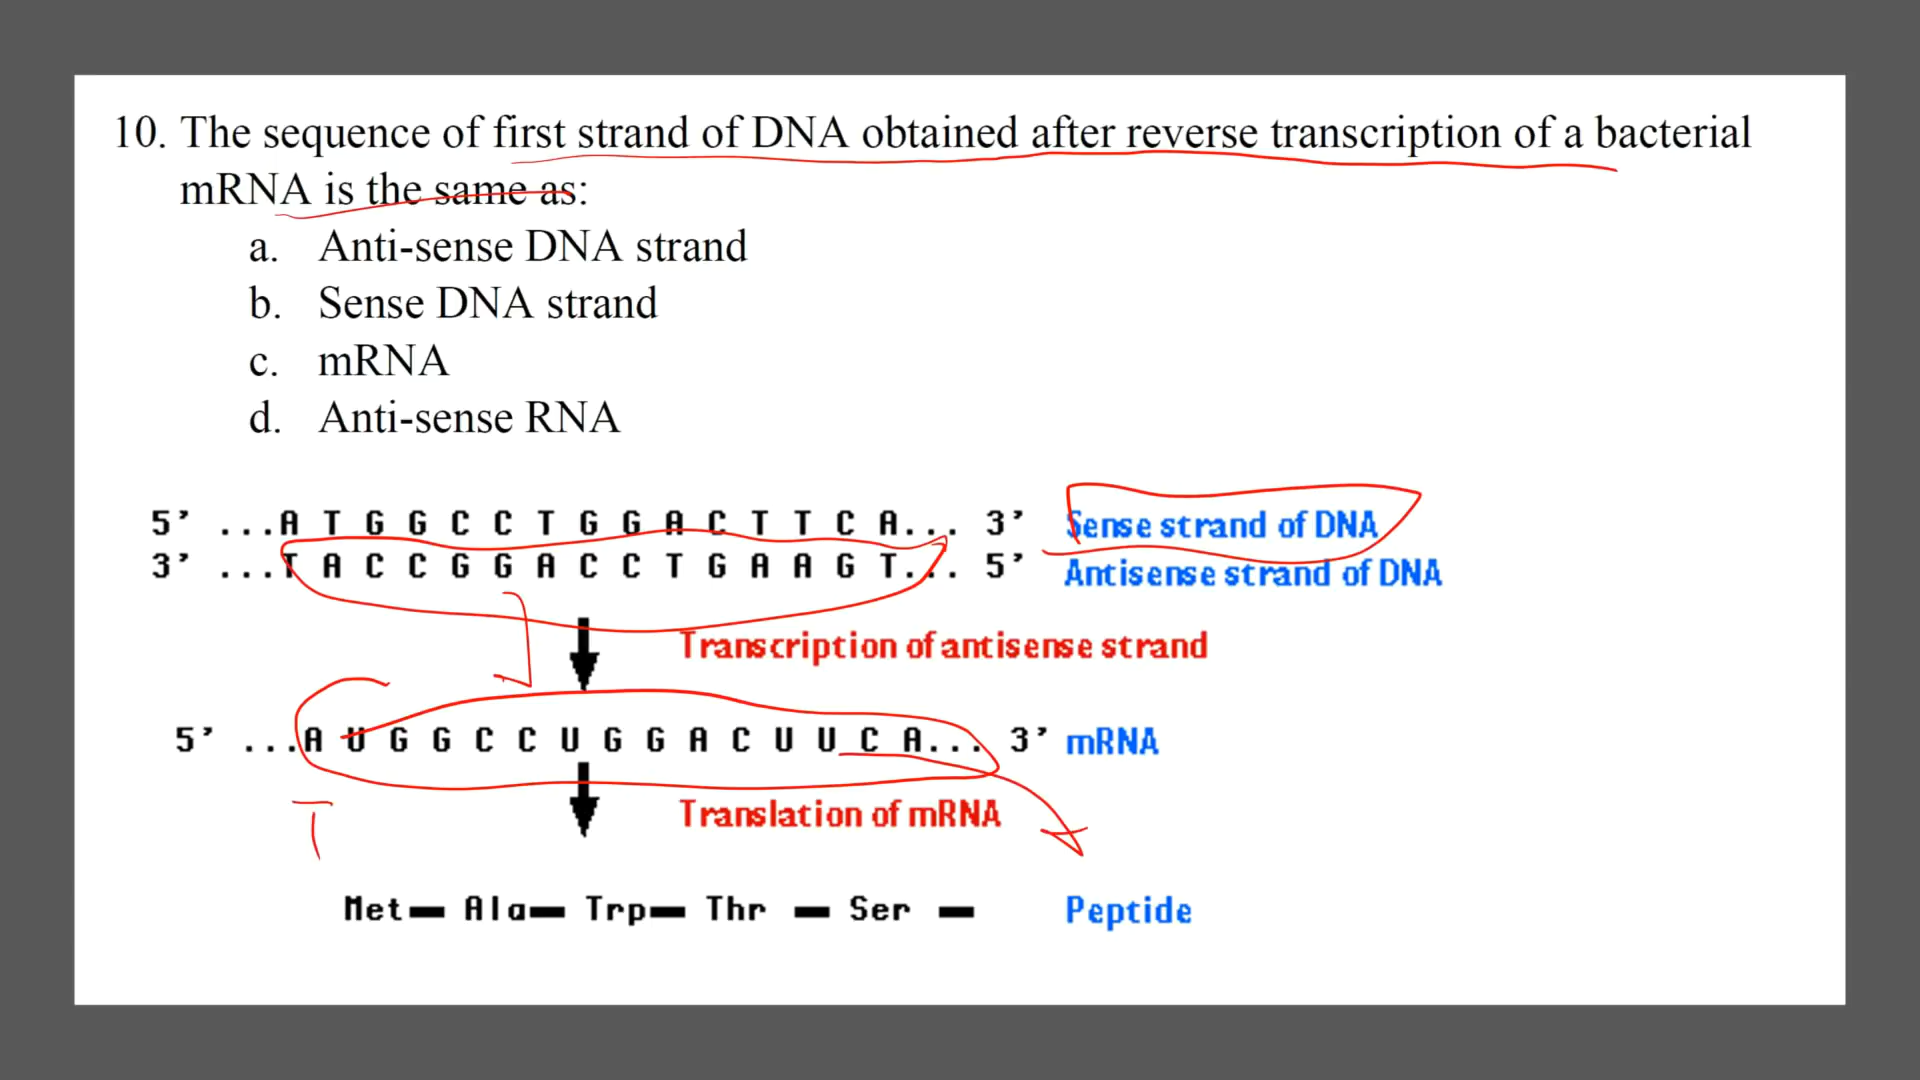 10. The sequence of first strand of DNA obtained after reverse transcription of a bacterial
mRNA is the same as:
a. Anti-sense DNA strand
b. Sense DNA strand
c. mRNA
d. Anti-sense RNA
5’ ...A T G G C C T G G A C T T C A... 3’ Sense strand of DNA
3’ ...T A C C G G A C C T G A A G T... 5’ Antisense strand of DNA
Transcription of antisense strand
5’ ...A U G G C C U G G A C U U C A... 3’ mRNA
T
Translation of mRNA
Met— Ala— Trp— Thr — Ser — Peptide